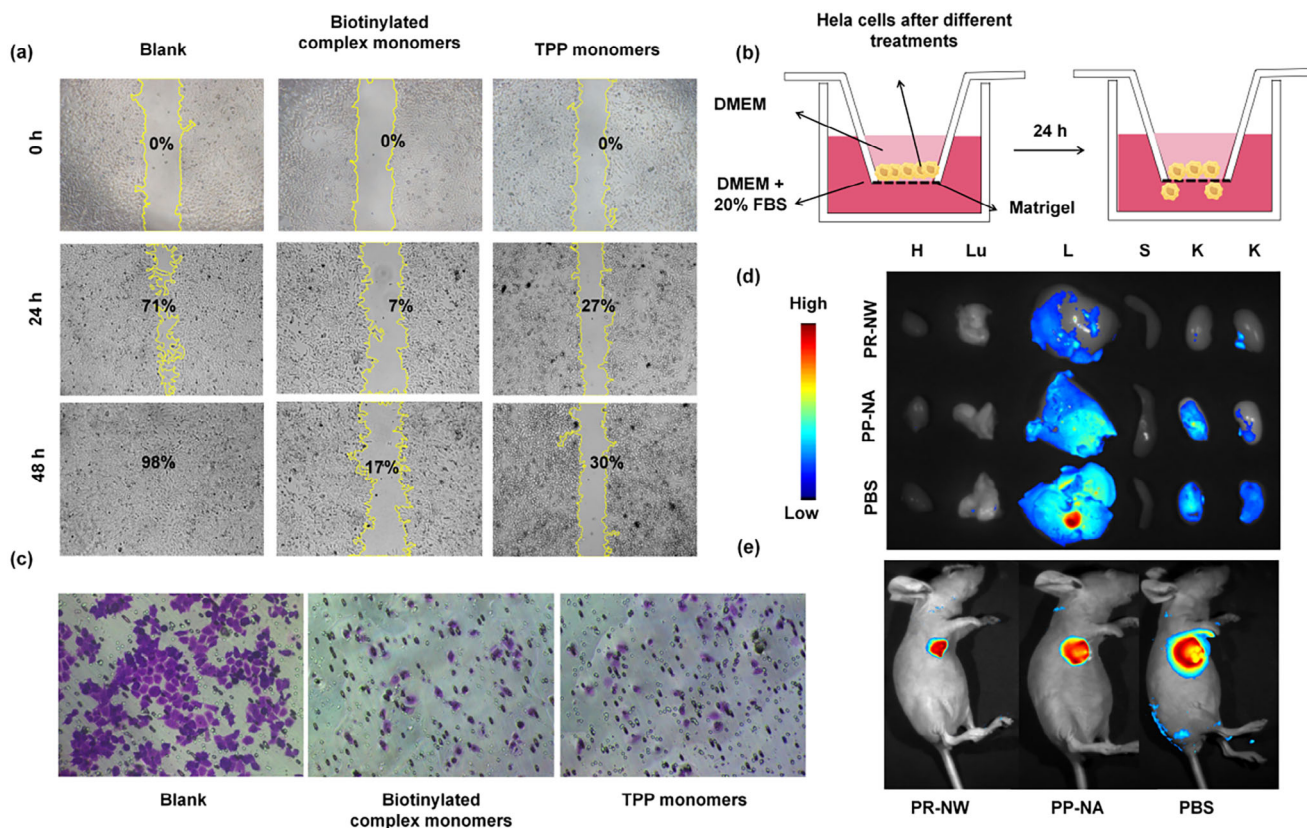 (a)
Blank
Biotinylated
complex monomers
TPP monomers
0 h
0%
0%
0%
24 h
71%
7%
27%
48 h
98%
17%
30%
(b)
Hela cells after different
treatments
DMEM
DMEM +
20% FBS
Matrigel
24 h
(c)
Blank
Biotinylated
complex monomers
TPP monomers
(d)
High
Low
H
Lu
L
S
K
K
PR-NW
PP-NA
PBS
(e)
PR-NW
PP-NA
PBS